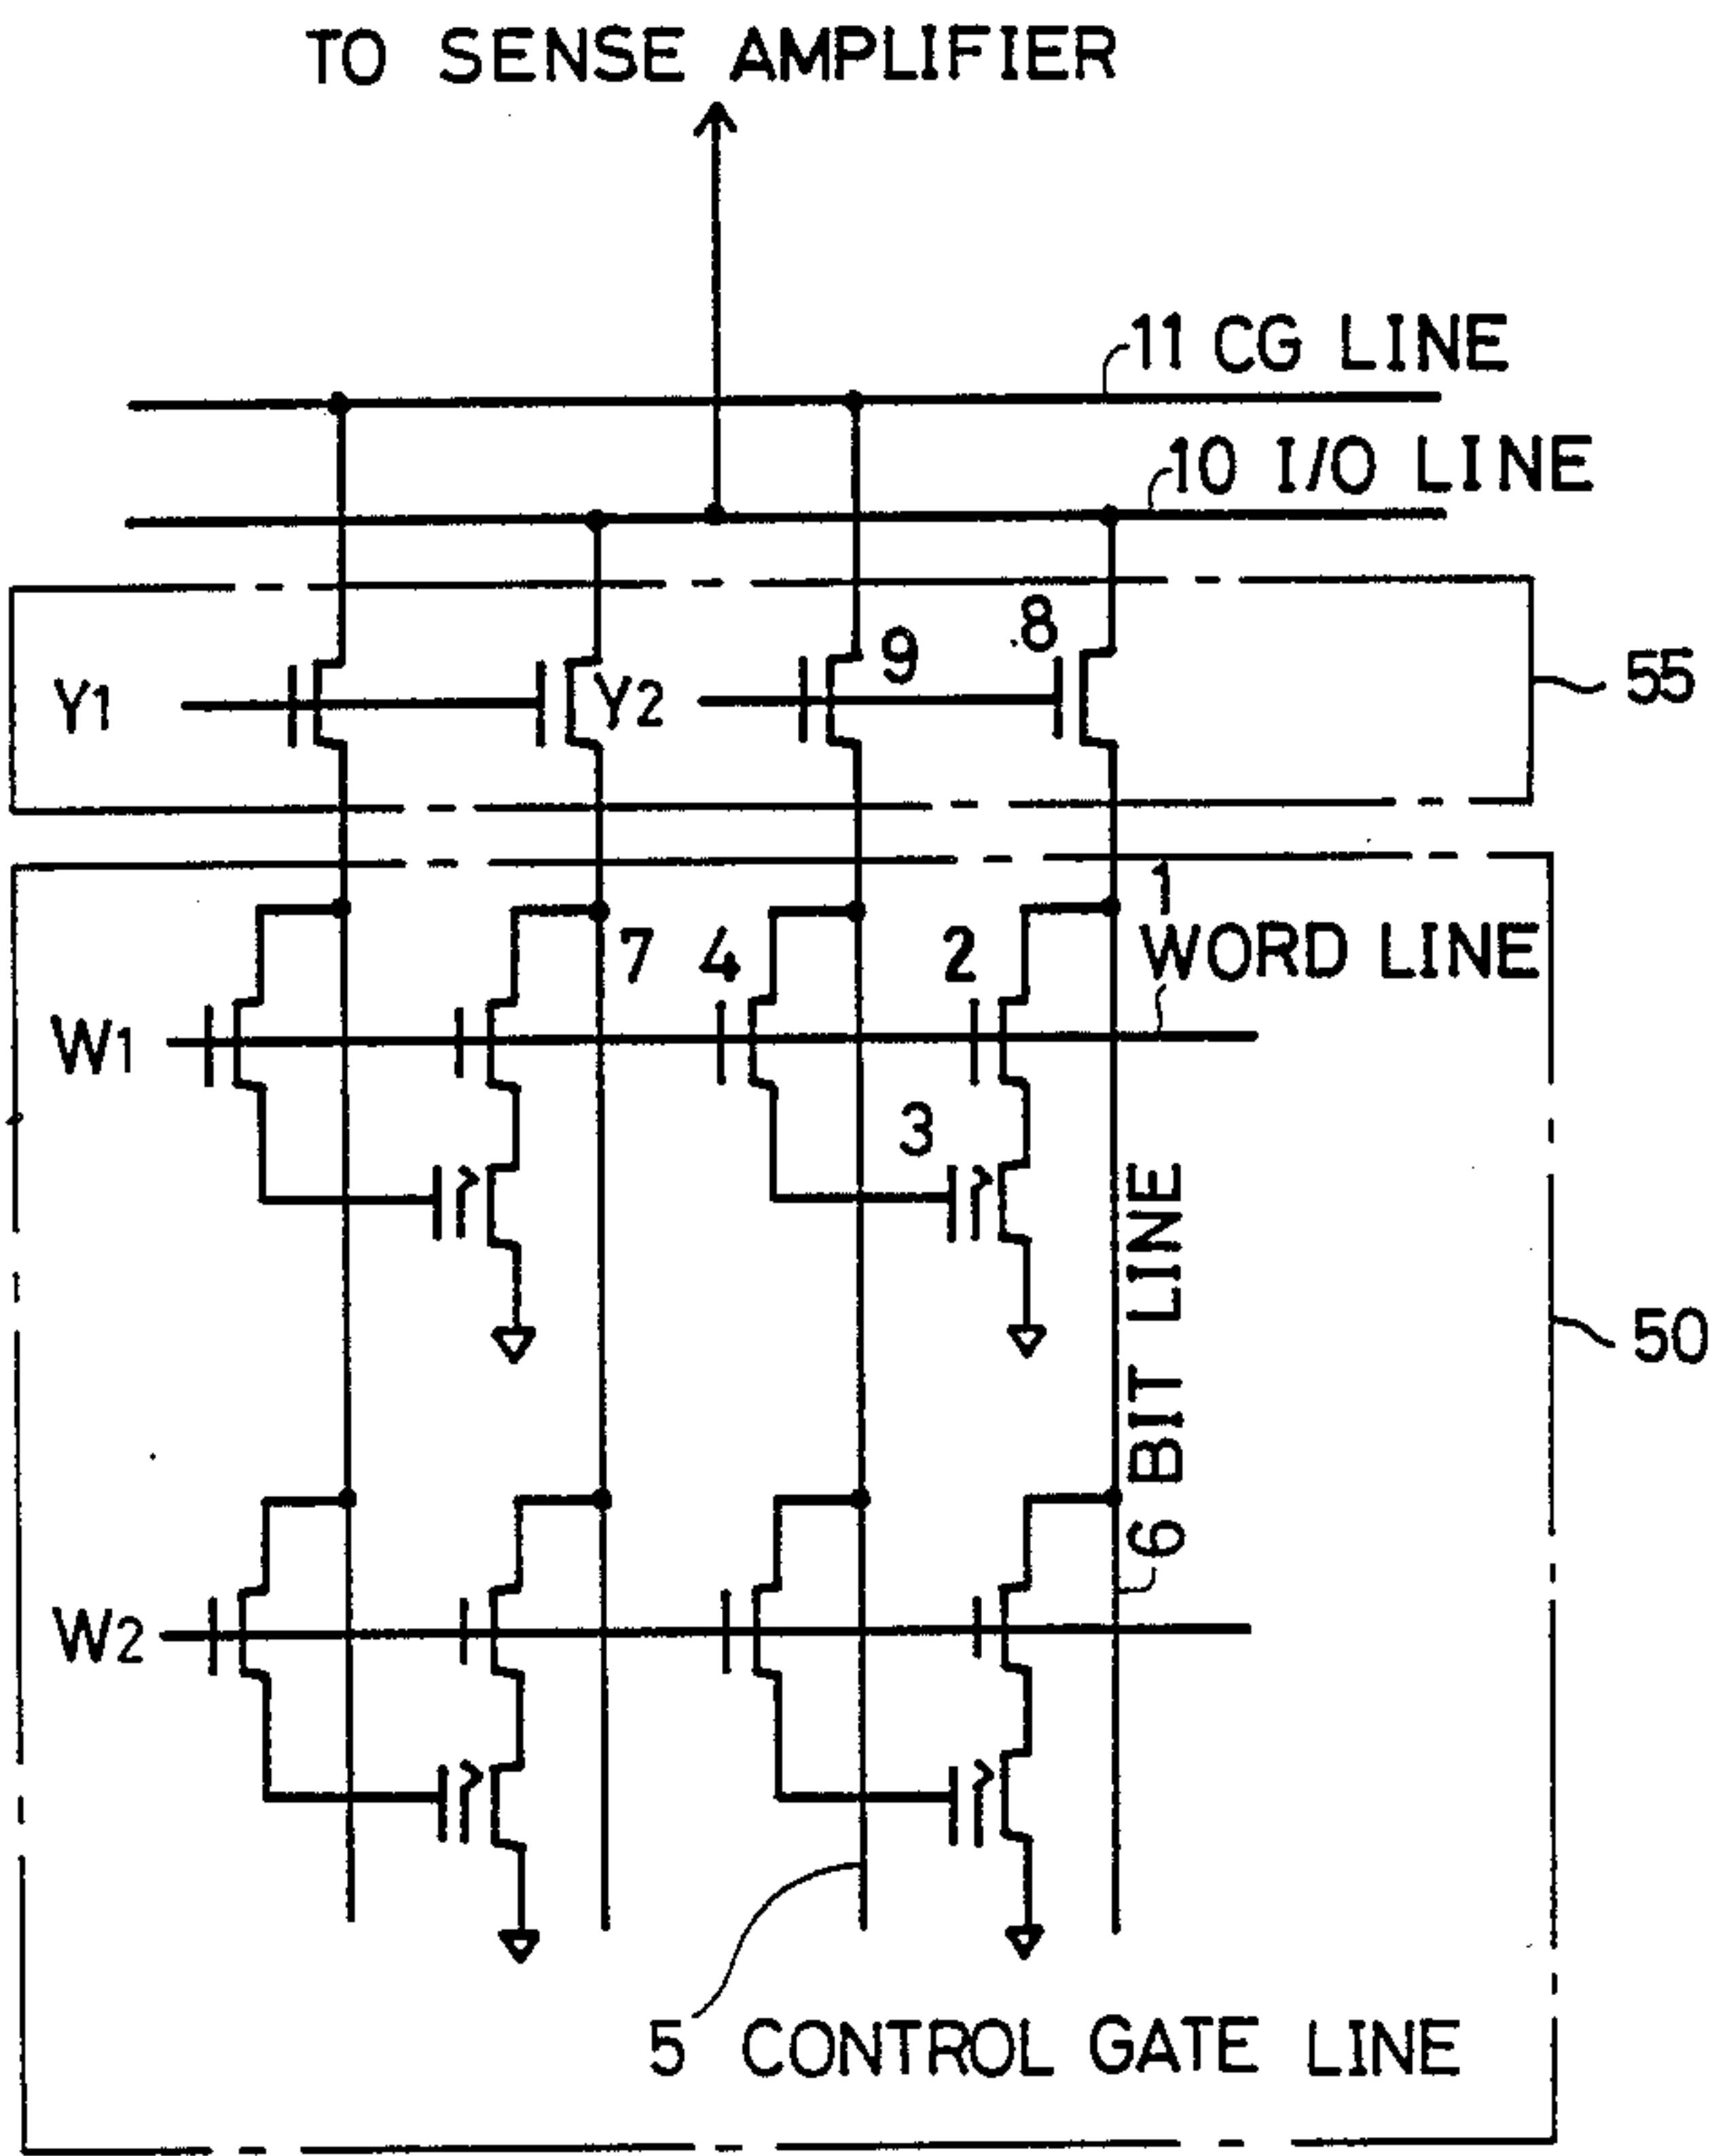 TO SENSE AMPLIFIER
11 CG LINE
10 I/O LINE
Y1
Y2
9
8
55
1
WORD LINE
7
4
2
W1
3
6 BIT LINE
50
W2
5 CONTROL GATE LINE